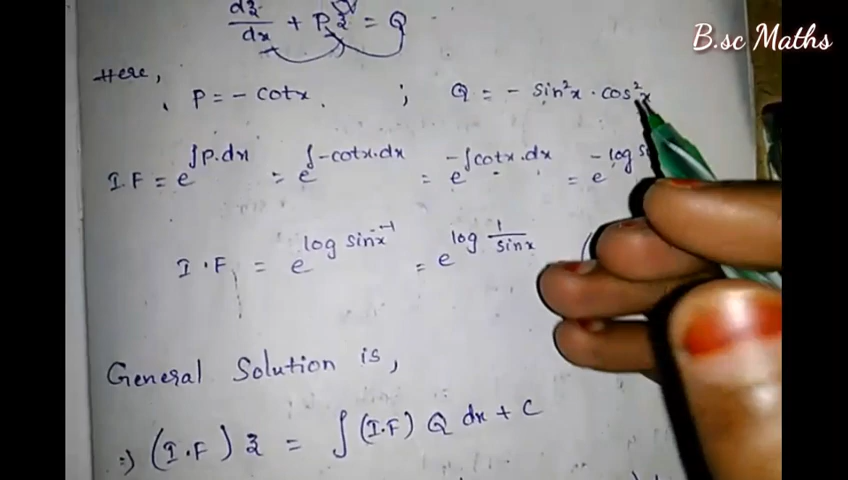 B.sc Maths
dz/dx + Pz = Q
Here,
P = - cotx ; Q = - sin²x . cos²x
I.F = e^∫P.dx = e^∫-cotx.dx = e^-∫cotx.dx = e^-log
I.F = e^log sinx⁻¹ = e^log 1/sinx
General Solution is,
⇒ (I.F) z = ∫(I.F) Q dx + C